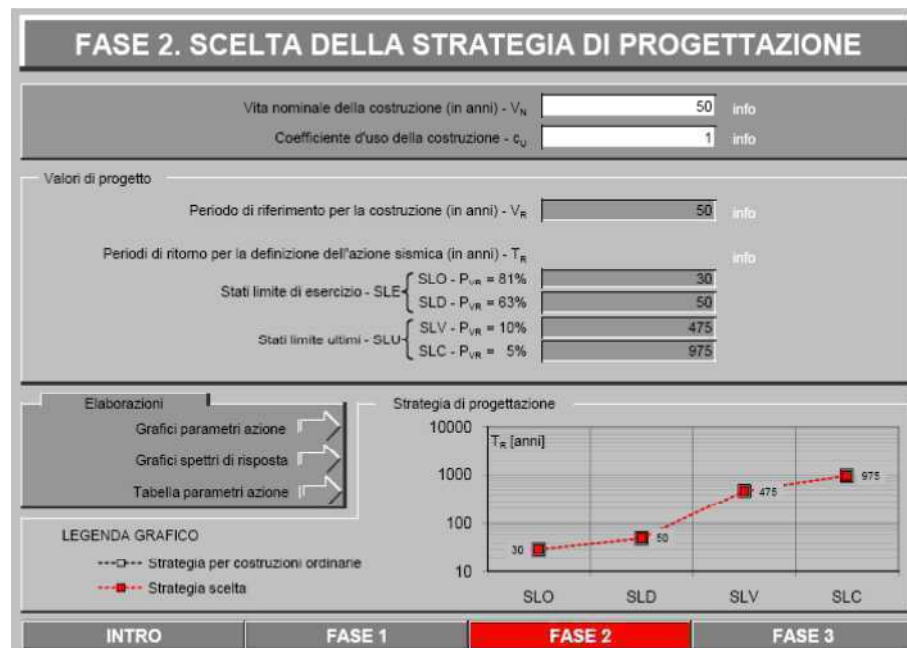 FASE 2. SCELTA DELLA STRATEGIA DI PROGETTAZIONE
Vita nominale della costruzione (in anni) - VN 50 info
Coefficiente d'uso della costruzione - cU 1 info
Valori di progetto
Periodo di riferimento per la costruzione (in anni) - VR 50 info
Periodi di ritorno per la definizione dell'azione sismica (in anni) - TR info
Stati limite di esercizio - SLE
SLO - PVR = 81% 30
SLD - PVR = 63% 50
Stati limite ultimi - SLU
SLV - PVR = 10% 475
SLC - PVR = 5% 975
Elaborazioni
Grafici parametri azione
Grafici spettri di risposta
Tabella parametri azione
LEGENDA GRAFICO
Strategia per costruzioni ordinarie
Strategia scelta
Strategia di progettazione
TR [anni]
10000
1000
100
10
30
50
475
975
SLO SLD SLV SLC
INTRO FASE 1 FASE 2 FASE 3